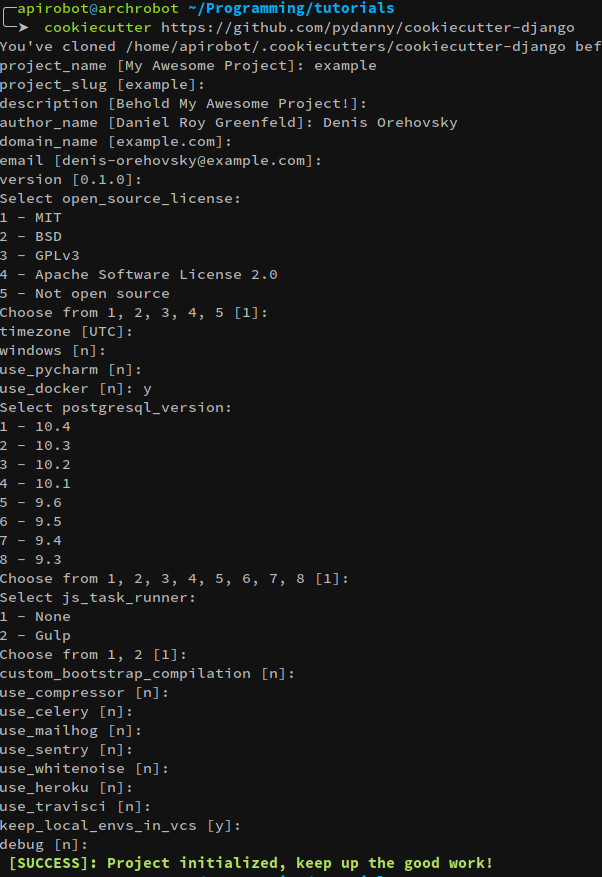 apirobot@archrobot ~/Programming/tutorials
➤ cookiecutter https://github.com/pydanny/cookiecutter-django
You've cloned /home/apirobot/.cookiecutters/cookiecutter-django bef
project_name [My Awesome Project]: example
project_slug [example]:
description [Behold My Awesome Project!]:
author_name [Daniel Roy Greenfeld]: Denis Orehovsky
domain_name [example.com]:
email [denis-orehovsky@example.com]:
version [0.1.0]:
Select open_source_license:
1 - MIT
2 - BSD
3 - GPLv3
4 - Apache Software License 2.0
5 - Not open source
Choose from 1, 2, 3, 4, 5 [1]:
timezone [UTC]:
windows [n]:
use_pycharm [n]:
use_docker [n]: y
Select postgresql_version:
1 - 10.4
2 - 10.3
3 - 10.2
4 - 10.1
5 - 9.6
6 - 9.5
7 - 9.4
8 - 9.3
Choose from 1, 2, 3, 4, 5, 6, 7, 8 [1]:
Select js_task_runner:
1 - None
2 - Gulp
Choose from 1, 2 [1]:
custom_bootstrap_compilation [n]:
use_compressor [n]:
use_celery [n]:
use_mailhog [n]:
use_sentry [n]:
use_whitenoise [n]:
use_heroku [n]:
use_travisci [n]:
keep_local_envs_in_vcs [y]:
debug [n]:
[SUCCESS]: Project initialized, keep up the good work!